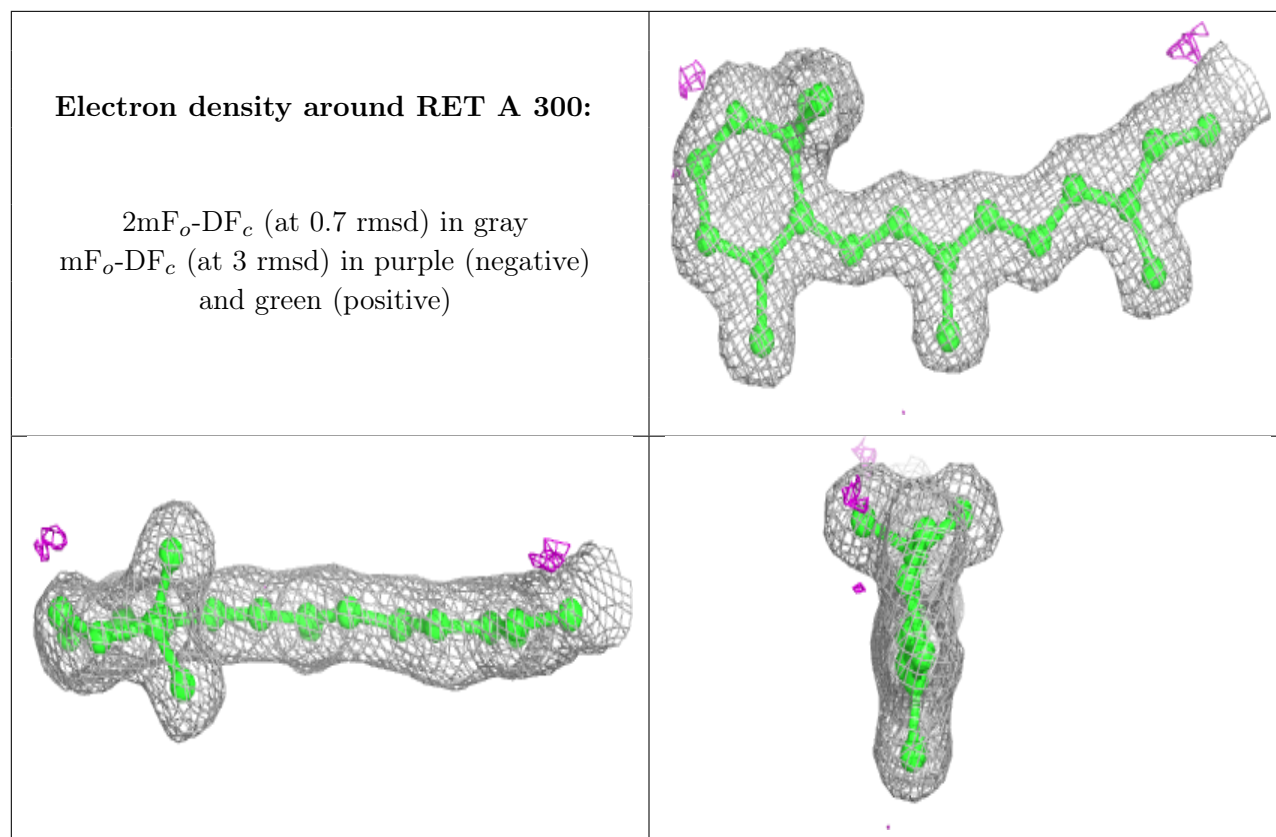 Electron density around RET A 300:
2mFₒ-DF𝒸 (at 0.7 rmsd) in gray
mFₒ-DF𝒸 (at 3 rmsd) in purple (negative)
and green (positive)